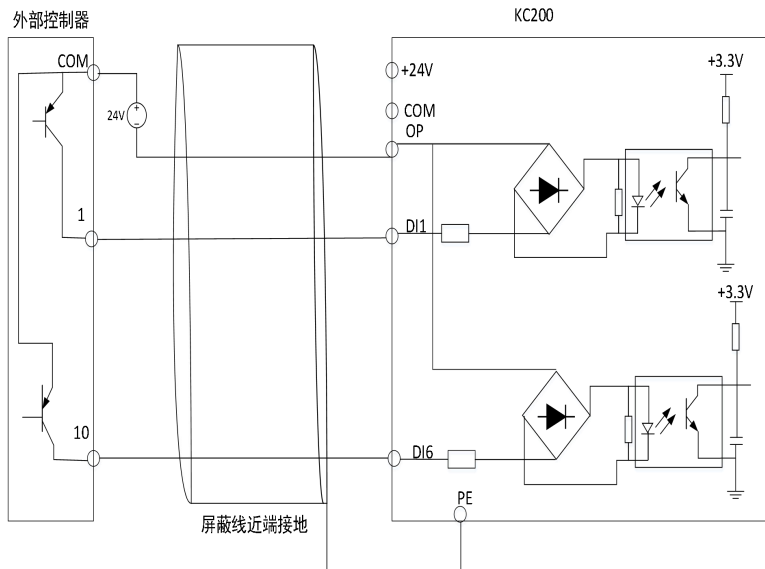 外部控制器
KC200
COM
+24V
+3.3V
24V
COM
OP
1
DI1
+3.3V
10
DI6
PE
屏蔽线近端接地